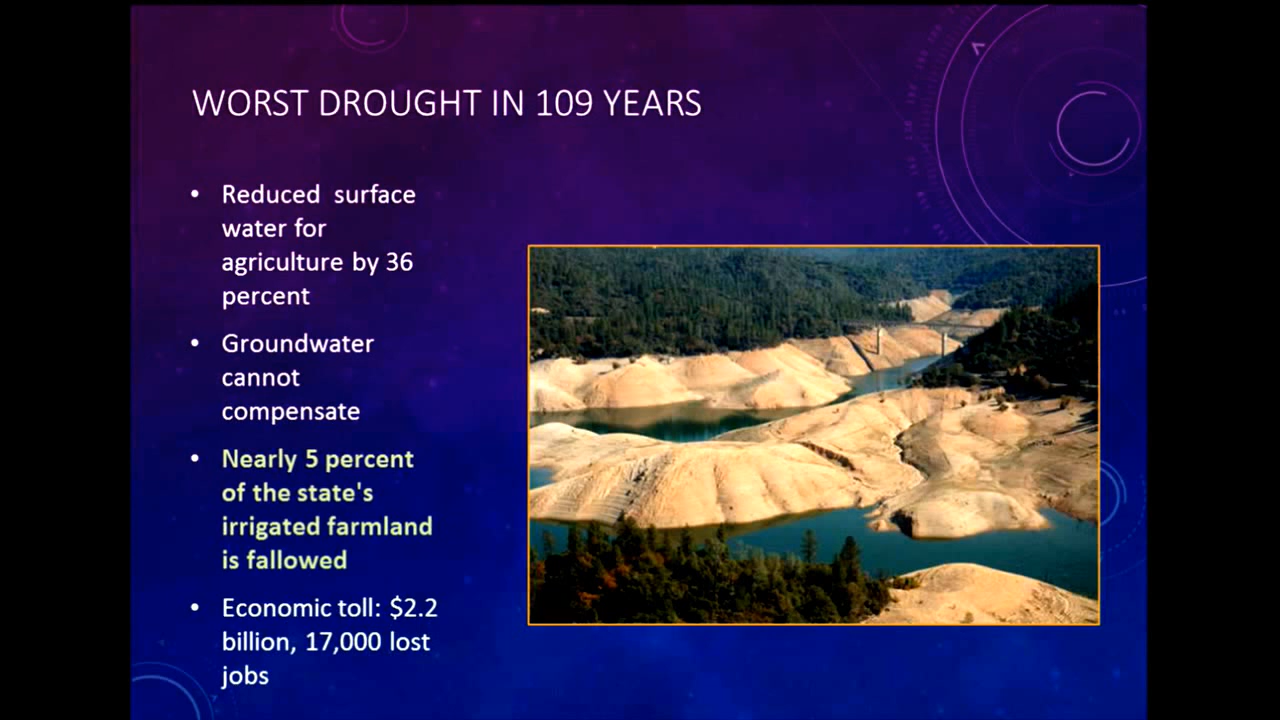 WORST DROUGHT IN 109 YEARS
• Reduced surface
water for
agriculture by 36
percent
• Groundwater
cannot
compensate
• Nearly 5 percent
of the state's
irrigated farmland
is fallowed
• Economic toll: $2.2
billion, 17,000 lost
jobs